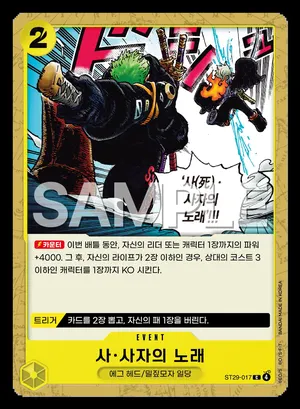 2
'사(死)·
사자의
노래'!!!
SAMPLE
카운터 이번 배틀 동안, 자신의 리더 또는 캐릭터 1장까지의 파워
+4000. 그 후, 자신의 라이프가 2장 이하인 경우, 상대의 코스트 3
이하인 캐릭터를 1장까지 KO 시킨다.
트리거 카드를 2장 뽑고, 자신의 패 1장을 버린다.
EVENT
사·사자의 노래
에그 헤드/밀짚모자 일당
ST29-017 C